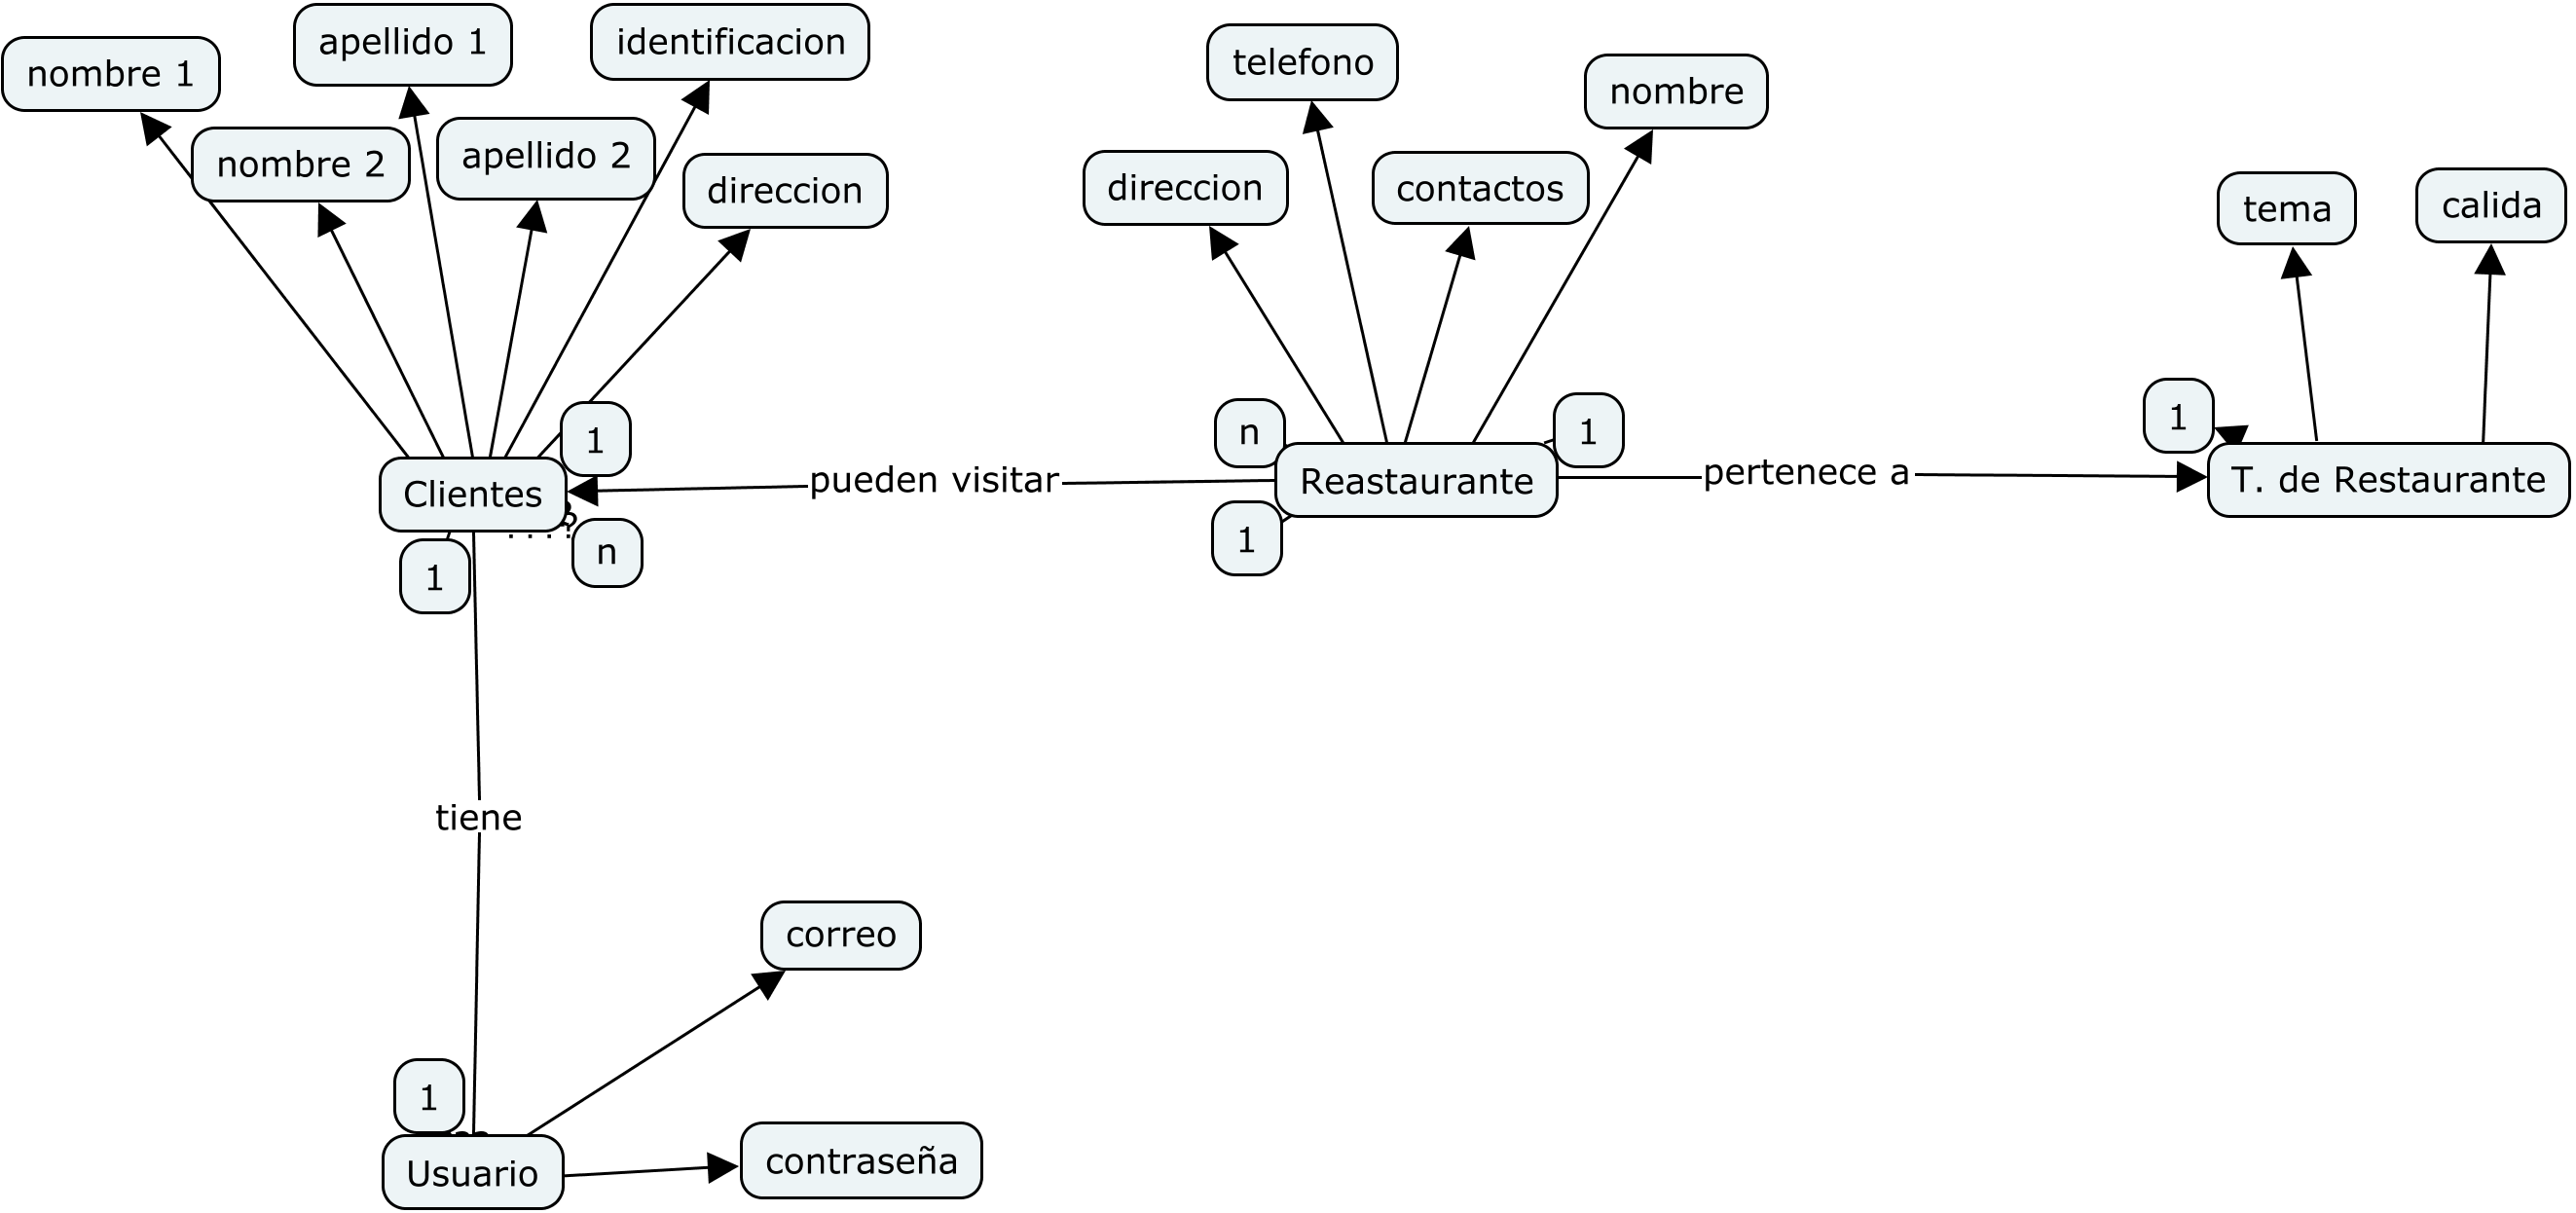 apellido 1
identificacion
nombre 1
telefono
nombre
nombre 2
apellido 2
direccion
direccion
contactos
tema
calida
1
n
1
1
Clientes
pueden visitar
Reastaurante
pertenece a
T. de Restaurante
1
n
1
tiene
correo
1
Usuario
contraseña